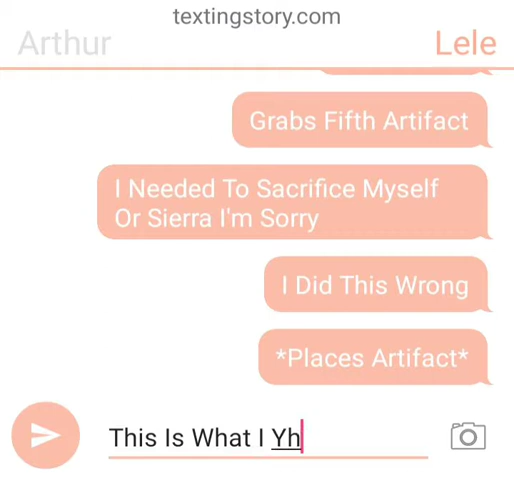 textingstory.com
Arthur
Lele
Grabs Fifth Artifact
I Needed To Sacrifice Myself
Or Sierra I'm Sorry
I Did This Wrong
*Places Artifact*
This Is What I Yh